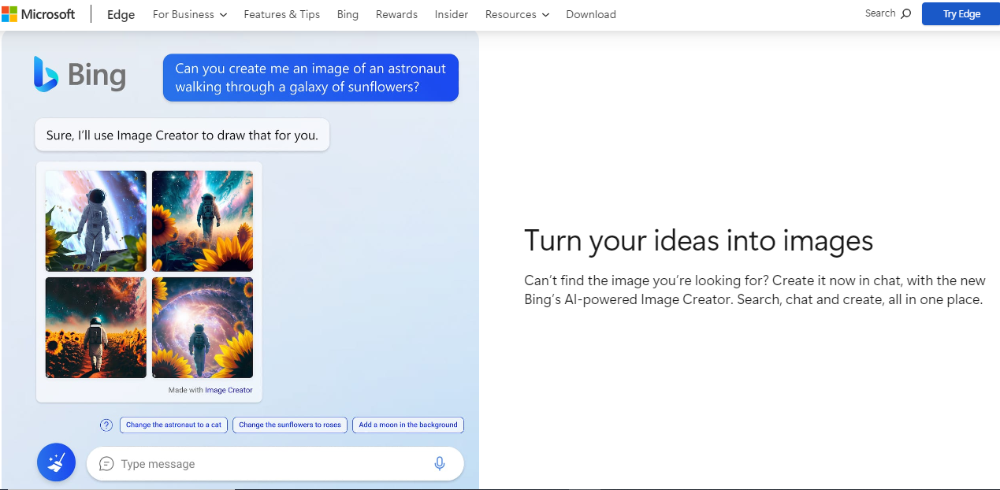 Microsoft
Edge
For Business
Features & Tips
Bing
Rewards
Insider
Resources
Download
Search
Try Edge
Bing
Can you create me an image of an astronaut
walking through a galaxy of sunflowers?
Sure, I'll use Image Creator to draw that for you.
Made with Image Creator
?
Change the astronaut to a cat
Change the sunflowers to roses
Add a moon in the background
Type message
Turn your ideas into images
Can't find the image you're looking for? Create it now in chat, with the new
Bing's AI-powered Image Creator. Search, chat and create, all in one place.